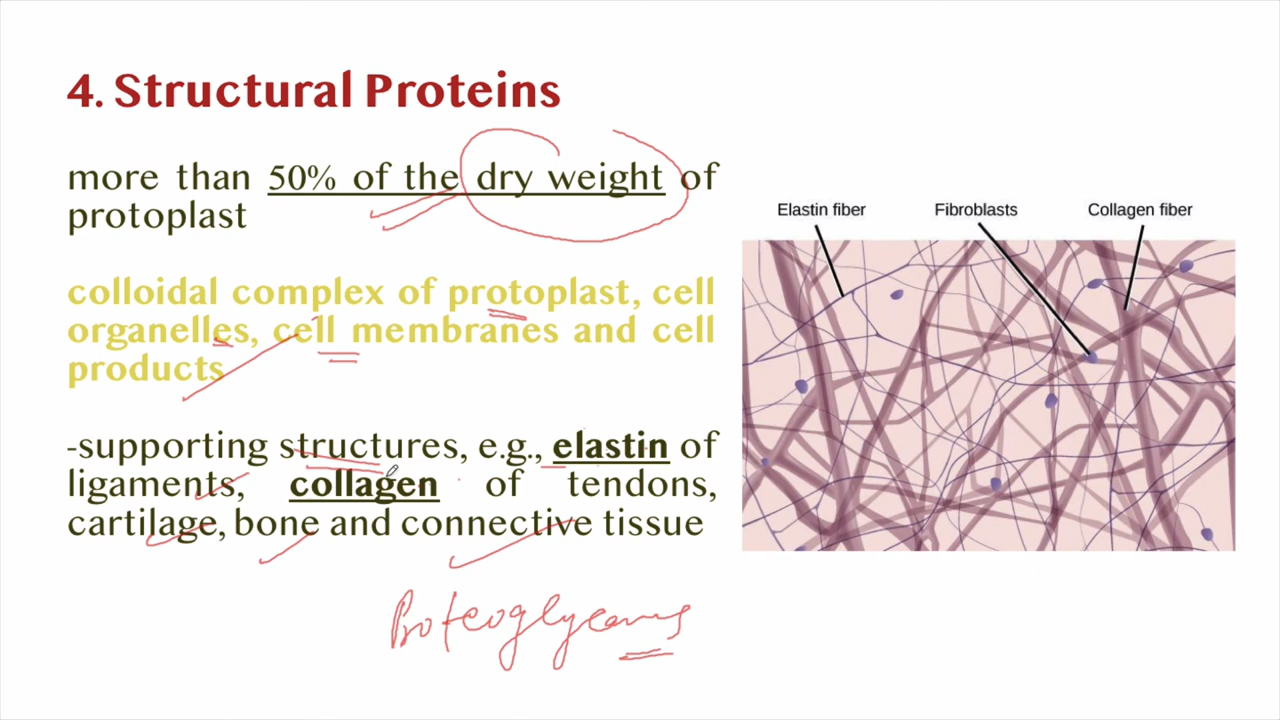 4. Structural Proteins
more than 50% of the dry weight of
protoplast
colloidal complex of protoplast, cell
organelles, cell membranes and cell
products
-supporting structures, e.g., elastin of
ligaments, collagen of tendons,
cartilage, bone and connective tissue
Proteoglycans
Elastin fiber Fibroblasts Collagen fiber